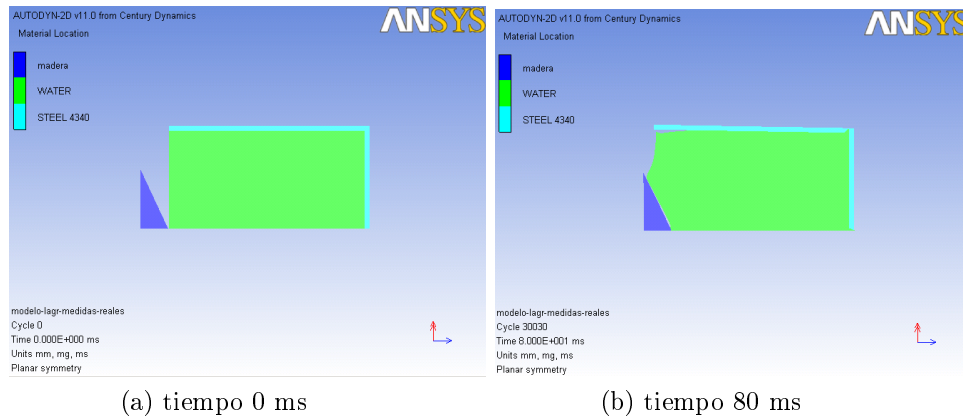 AUTODYN-2D v11.0 from Century Dynamics
ANSYS
Material Location
madera
WATER
STEEL 4340
modelo-lagr-medidas-reales
Cycle 0
Time 0.000E+000 ms
Units mm, mg, ms
Planar symmetry
(a) tiempo 0 ms
AUTODYN-2D v11.0 from Century Dynamics
ANSYS
Material Location
madera
WATER
STEEL 4340
modelo-lagr-medidas-reales
Cycle 30030
Time 8.000E+001 ms
Units mm, mg, ms
Planar symmetry
(b) tiempo 80 ms